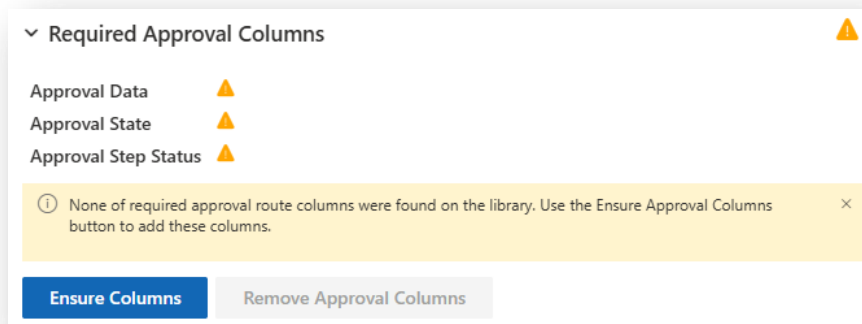 Required Approval Columns
Approval Data
Approval State
Approval Step Status
None of required approval route columns were found on the library. Use the Ensure Approval Columns
button to add these columns.
Ensure Columns
Remove Approval Columns